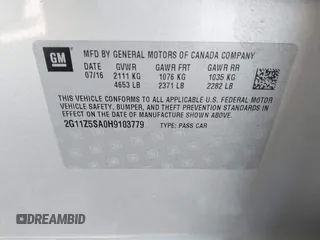 GM
MFD BY GENERAL MOTORS OF CANADA COMPANY
DATE GVWR GAWR FRT GAWR RR
07/16 2111 KG 1076 KG 1035 KG
4653 LB 2371 LB 2282 LB
THIS VEHICLE CONFORMS TO ALL APPLICABLE U.S. FEDERAL MOTOR VEHICLE
SAFETY, BUMPER, AND THEFT PREVENTION STANDARDS
IN EFFECT ON THE DATE OF MANUFACTURE SHOWN ABOVE.
2G11Z5SA0H9103779
TYPE: PASS CAR
DREAMBID